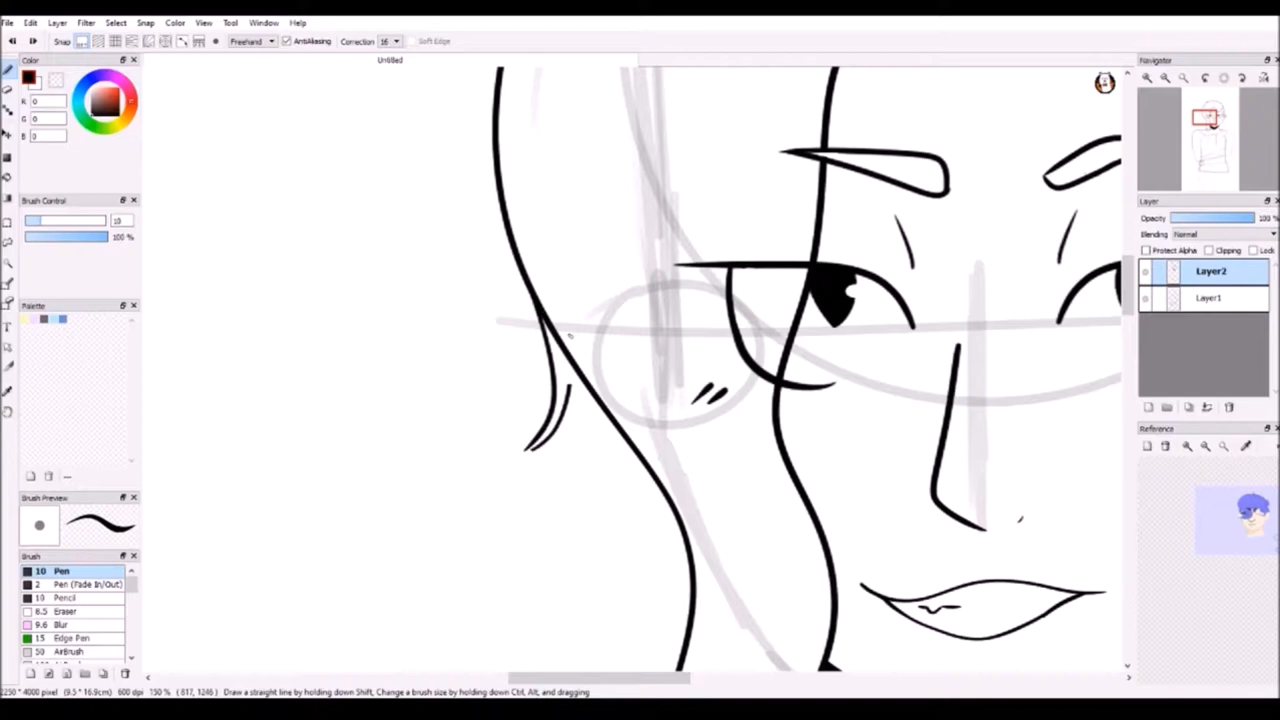 File Edit Layer Filter Select Snap Color View Tool Window Help
Snap Freehand AntiAliasing Correction 16 Soft Edge
Untitled
Color
R 0
G 0
B 0
Brush Control
10
100 %
Palette
Brush Preview
Brush
10 Pen
2 Pen (Fade In/Out)
10 Pencil
8.5 Eraser
9.6 Blur
15 Edge Pen
50 AirBrush
Navigator
Layer
Opacity 100 %
Blending Normal
Protect Alpha Clipping Lock
Layer2
Layer1
Reference
2250 * 4000 pixel (9.5 * 16.9cm) 600 dpi 150 % ( 817, 1246 ) Draw a straight line by holding down Shift, Change a brush size by holding down Ctrl, Alt, and dragging